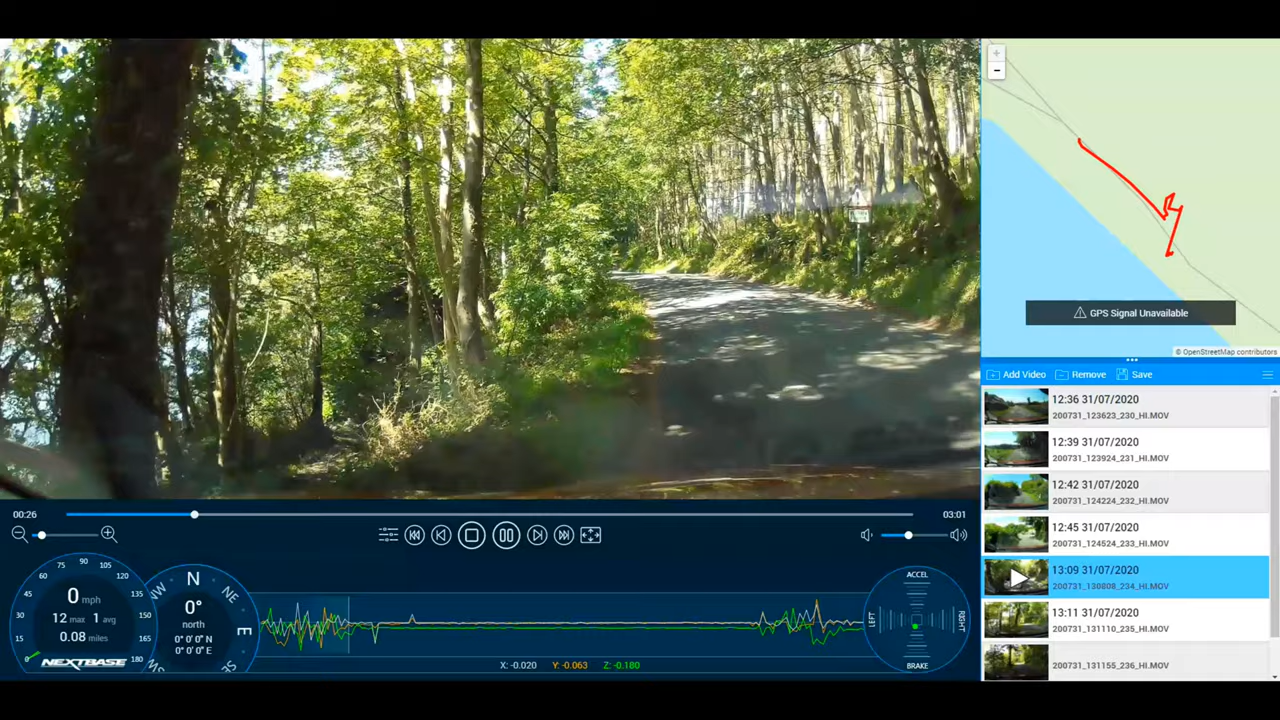 +
-
GPS Signal Unavailable
© OpenStreetMap contributors
Add Video Remove Save
12:36 31/07/2020
200731_123623_230_HI.MOV
12:39 31/07/2020
200731_123924_231_HI.MOV
12:42 31/07/2020
200731_124224_232_HI.MOV
12:45 31/07/2020
200731_124524_233_HI.MOV
13:09 31/07/2020
200731_130808_234_HI.MOV
13:11 31/07/2020
200731_131110_235_HI.MOV
200731_131155_236_HI.MOV
00:26
03:01
0 15 30 45 60 75 90 105 120 135 150 165 180
0 mph
12 max 1 avg
0.08 miles
NEXTBASE
N NE E SE SW NW
0°
north
0° 0' 0" N
0° 0' 0" E
X: -0.020 Y: -0.063 Z: -0.180
ACCEL
LEFT
RIGHT
BRAKE